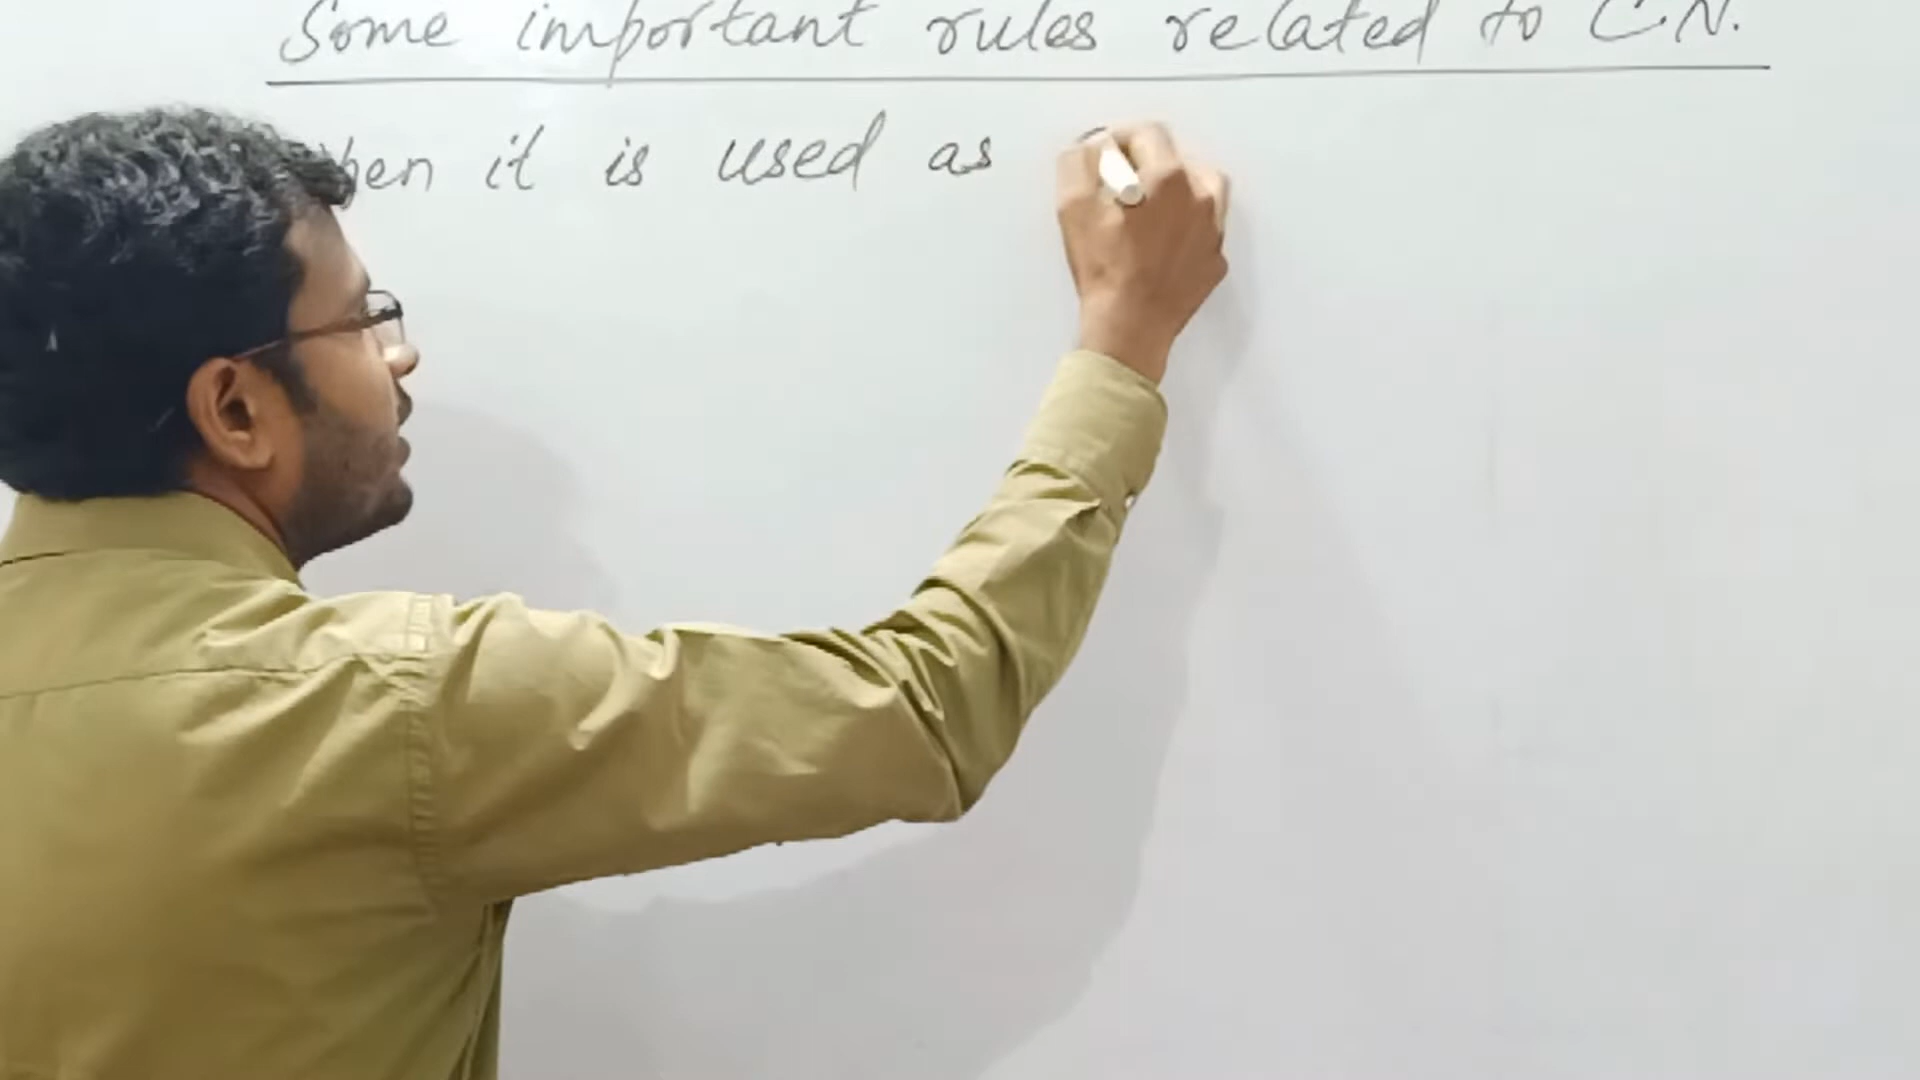 Some important rules related to C.N.
hen it is used as